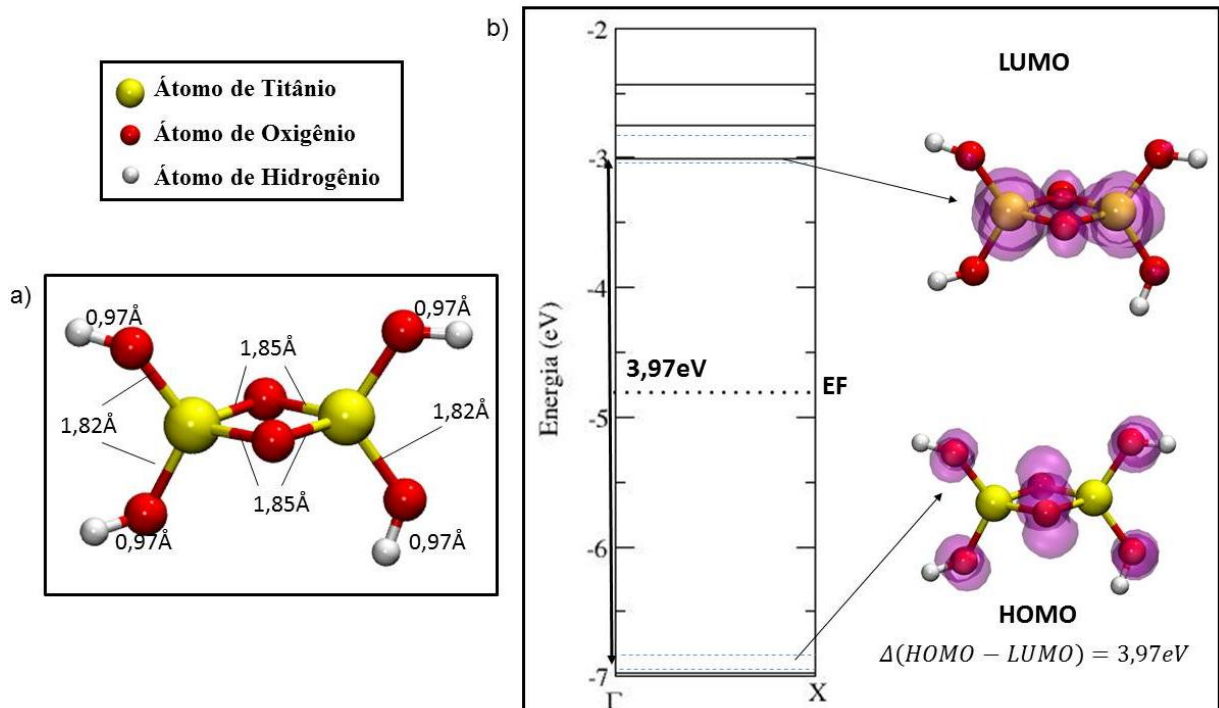 Átomo de Titânio
Átomo de Oxigênio
Átomo de Hidrogênio
a)
0,97Å
0,97Å
1,85Å
1,82Å
1,82Å
1,85Å
0,97Å
0,97Å
b)
Energia (eV)
-2
-3
-4
-5
-6
-7
Γ
X
3,97eV
EF
LUMO
HOMO
Δ(HOMO − LUMO) = 3,97eV